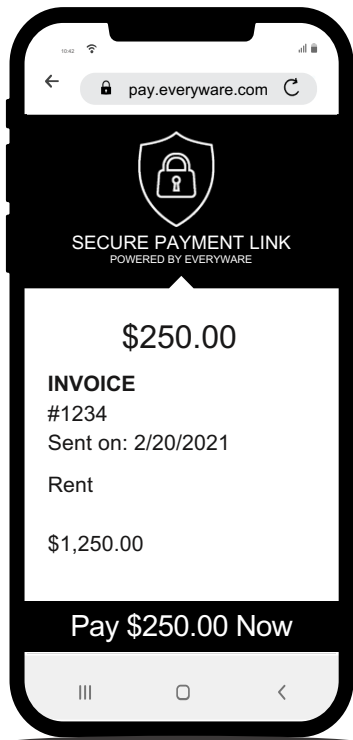 10:42
pay.everyware.com
SECURE PAYMENT LINK
POWERED BY EVERYWARE
$250.00
INVOICE
#1234
Sent on: 2/20/2021
Rent
$1,250.00
Pay $250.00 Now